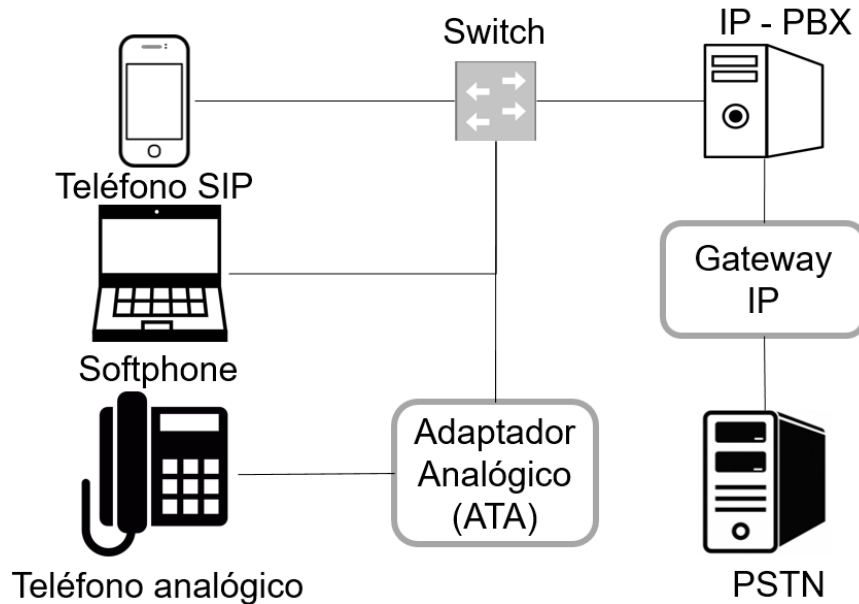 Switch
IP - PBX
Teléfono SIP
Gateway
IP
Softphone
Adaptador
Analógico
(ATA)
Teléfono analógico
PSTN